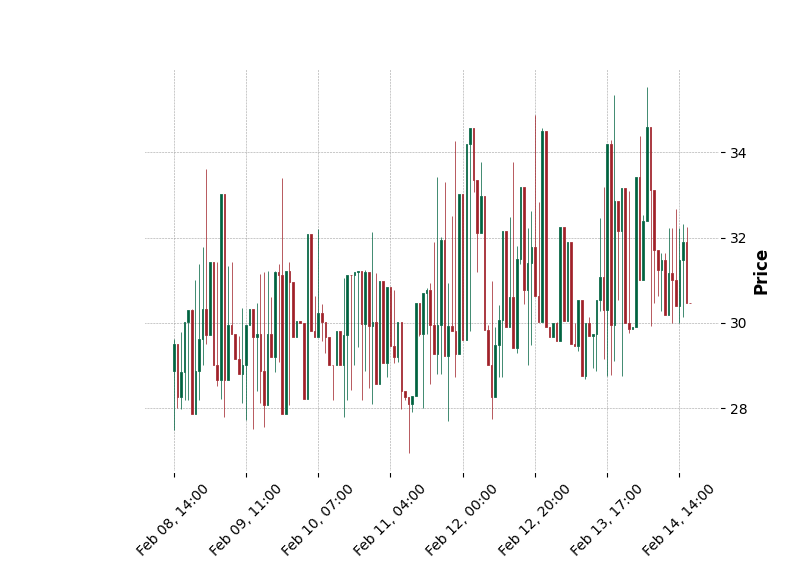 34
32
30
28
Price
Feb 08, 14:00
Feb 09, 11:00
Feb 10, 07:00
Feb 11, 04:00
Feb 12, 00:00
Feb 12, 20:00
Feb 13, 17:00
Feb 14, 14:00